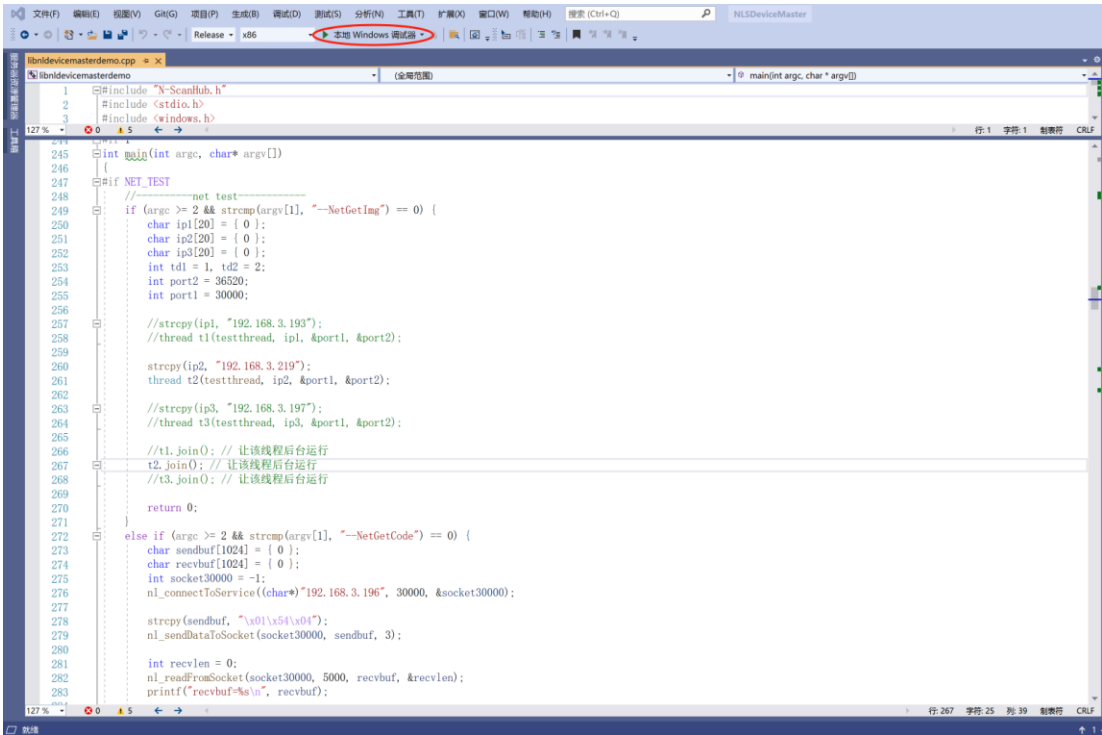 文件(F) 编辑(E) 视图(V) Git(G) 项目(P) 生成(B) 调试(D) 测试(S) 分析(N) 工具(T) 扩展(X) 窗口(W) 帮助(H) 搜索 (Ctrl+Q) NLSDeviceMaster
Release x86 本地 Windows 调试器
libnldevicemasterdemo.cpp
libnldevicemasterdemo (全局范围) main(int argc, char * argv[])
1 #include "N-ScanHub.h"
2 #include <stdio.h>
3 #include <windows.h>
127 % 0 5 行: 1 字符: 1 制表符 CRLF
244 #if 1
245 int main(int argc, char* argv[])
246 {
247 #if NET_TEST
248 //----------net test------------
249 if (argc >= 2 && strcmp(argv[1], "--NetGetImg") == 0) {
250 char ip1[20] = { 0 };
251 char ip2[20] = { 0 };
252 char ip3[20] = { 0 };
253 int td1 = 1, td2 = 2;
254 int port2 = 36520;
255 int port1 = 30000;
256
257 //strcpy(ip1, "192.168.3.193");
258 //thread t1(testthread, ip1, &port1, &port2);
259
260 strcpy(ip2, "192.168.3.219");
261 thread t2(testthread, ip2, &port1, &port2);
262
263 //strcpy(ip3, "192.168.3.197");
264 //thread t3(testthread, ip3, &port1, &port2);
265
266 //t1.join(); // 让该线程后台运行
267 t2.join(); // 让该线程后台运行
268 //t3.join(); // 让该线程后台运行
269
270 return 0;
271 }
272 else if (argc >= 2 && strcmp(argv[1], "--NetGetCode") == 0) {
273 char sendbuf[1024] = { 0 };
274 char recvbuf[1024] = { 0 };
275 int socket30000 = -1;
276 nl_connectToService((char*)"192.168.3.196", 30000, &socket30000);
277
278 strcpy(sendbuf, "\x01\x54\x04");
279 nl_sendDataToSocket(socket30000, sendbuf, 3);
280
281 int recvlen = 0;
282 nl_readFromSocket(socket30000, 5000, recvbuf, &recvlen);
283 printf("recvbuf=%s\n", recvbuf);
127 % 0 5 行: 267 字符: 25 列: 39 制表符 CRLF
就绪 1